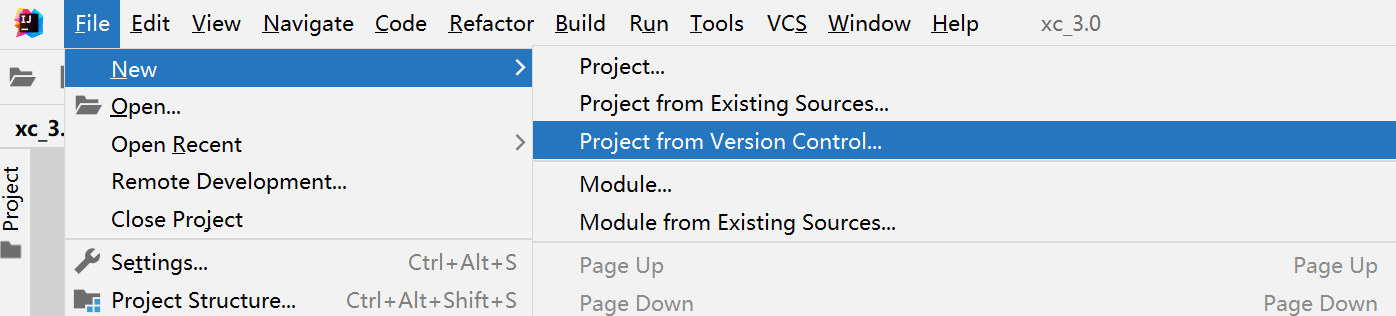 IJ
File Edit View Navigate Code Refactor Build Run Tools VCS Window Help xc_3.0
New
Project...
Open...
Project from Existing Sources...
xc_3.
Open Recent
Project from Version Control...
Remote Development...
Module...
Close Project
Module from Existing Sources...
Project
Settings... Ctrl+Alt+S
Page Up Page Up
Project Structure... Ctrl+Alt+Shift+S
Page Down Page Down